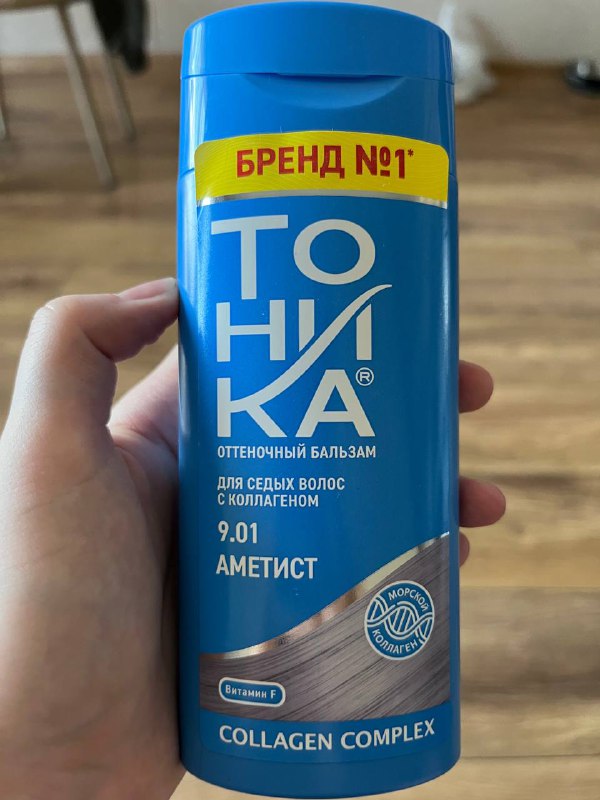 БРЕНД №1*
ТО
НИ
КА®
ОТТЕНОЧНЫЙ БАЛЬЗАМ
ДЛЯ СЕДЫХ ВОЛОС
С КОЛЛАГЕНОМ
9.01
АМЕТИСТ
МОРСКОЙ
КОЛЛАГЕН
Витамин F
COLLAGEN COMPLEX